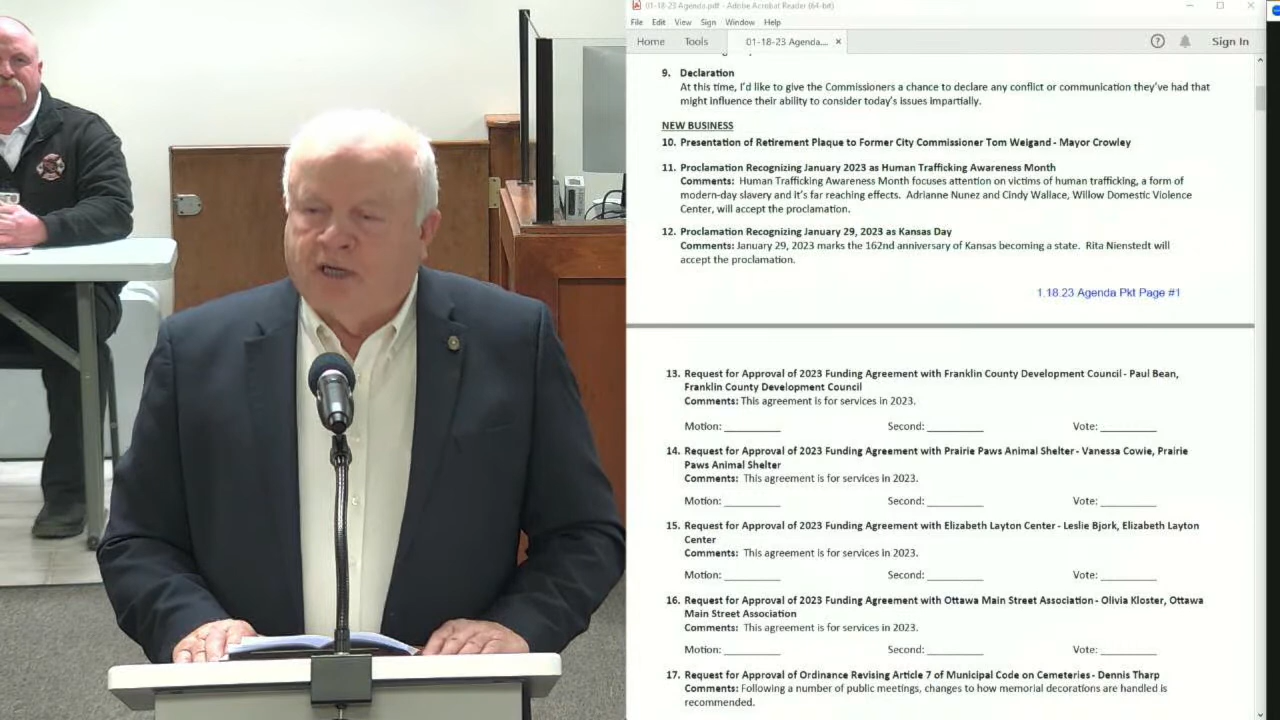 01-18-23 Agenda.pdf - Adobe Acrobat Reader (64-bit)
File Edit View Sign Window Help
Home Tools 01-18-23 Agenda... × Sign In
9. Declaration
At this time, I'd like to give the Commissioners a chance to declare any conflict or communication they've had that
might influence their ability to consider today's issues impartially.
NEW BUSINESS
10. Presentation of Retirement Plaque to Former City Commissioner Tom Weigand - Mayor Crowley
11. Proclamation Recognizing January 2023 as Human Trafficking Awareness Month
Comments: Human Trafficking Awareness Month focuses attention on victims of human trafficking, a form of
modern-day slavery and it's far reaching effects. Adrianne Nunez and Cindy Wallace, Willow Domestic Violence
Center, will accept the proclamation.
12. Proclamation Recognizing January 29, 2023 as Kansas Day
Comments: January 29, 2023 marks the 162nd anniversary of Kansas becoming a state. Rita Nienstedt will
accept the proclamation.
1.18.23 Agenda Pkt Page #1
13. Request for Approval of 2023 Funding Agreement with Franklin County Development Council - Paul Bean,
Franklin County Development Council
Comments: This agreement is for services in 2023.
Motion: __________ Second: __________ Vote: __________
14. Request for Approval of 2023 Funding Agreement with Prairie Paws Animal Shelter - Vanessa Cowie, Prairie
Paws Animal Shelter
Comments: This agreement is for services in 2023.
Motion: __________ Second: __________ Vote: __________
15. Request for Approval of 2023 Funding Agreement with Elizabeth Layton Center - Leslie Bjork, Elizabeth Layton
Center
Comments: This agreement is for services in 2023.
Motion: __________ Second: __________ Vote: __________
16. Request for Approval of 2023 Funding Agreement with Ottawa Main Street Association - Olivia Kloster, Ottawa
Main Street Association
Comments: This agreement is for services in 2023.
Motion: __________ Second: __________ Vote: __________
17. Request for Approval of Ordinance Revising Article 7 of Municipal Code on Cemeteries - Dennis Tharp
Comments: Following a number of public meetings, changes to how memorial decorations are handled is
recommended.